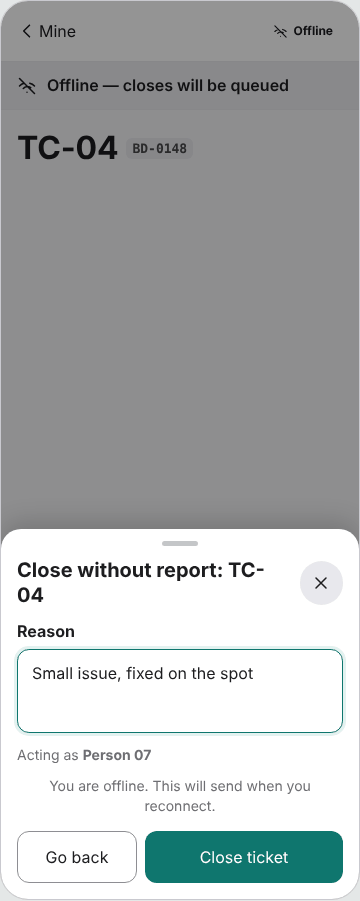 Mine
Offline
Offline — closes will be queued
TC-04 BD-0148
Close without report: TC-
04
Reason
Small issue, fixed on the spot
Acting as Person 07
You are offline. This will send when you
reconnect.
Go back
Close ticket